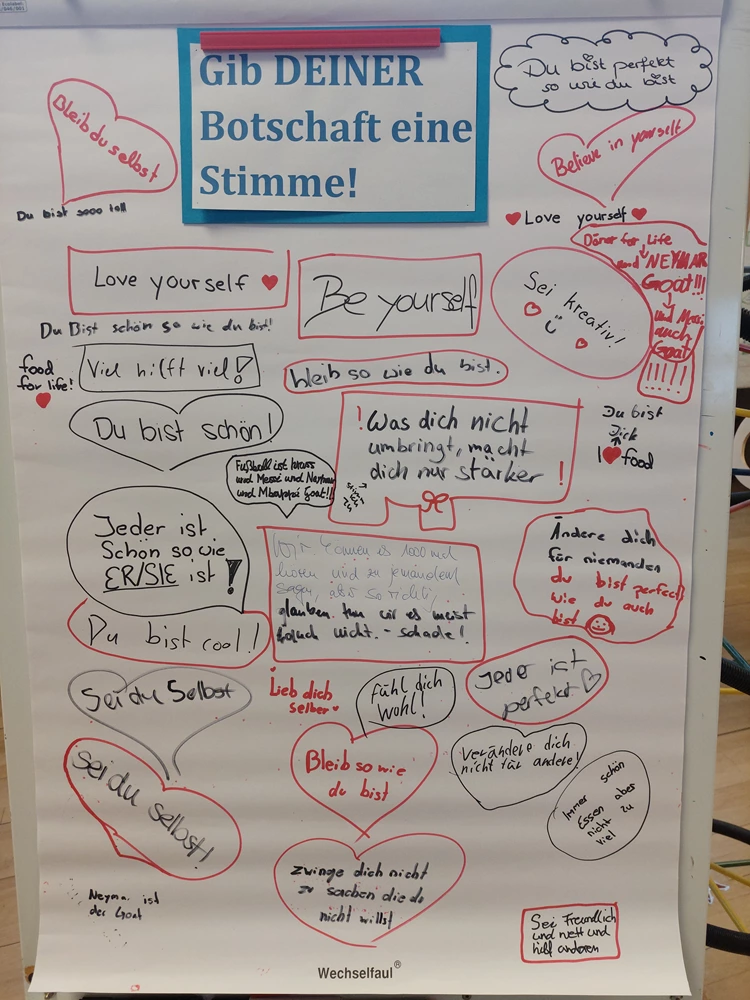 Gib DEINER
Botschaft eine
Stimme!
Du bist perfekt
so wie du bist
Bleib du selbst
Believe in yourself
Du bist sooo toll
Love yourself
Döner for Life
und NEYMAR
Goat!!!
und Messi
auch
Goat
Love yourself
Be yourself
Sei kreativ!
Du Bist schön so wie du bist!
food
for life!
Viel hilft viel!
bleib so wie du bist.
Du bist schön!
!Was dich nicht
umbringt, macht
dich nur stärker !
Du bist
Dick
I food
Fußball ist krass
und Messi und Neymar
und Mbappé Goat!!
Jeder ist
Schön so wie
ER/SIE ist !
Wir können es 1000 mal
hören und zu jemandem
sagen, aber so richtig
glauben tun wir es meist
nicht. - schade!
Ändere dich
für niemanden
du bist perfect
wie du auch
bist
Du bist cool!
Sei du Selbst
Lieb dich
selber
fühl dich
wohl!
Jeder ist
perfekt
Sei du selbst!
Bleib so wie
du bist
Verändere dich
nicht für andere!
Immer schön
Essen aber
nicht zu
viel
zwinge dich nicht
zu sachen die du
nicht willst
Neymar ist
der Goat
Sei Freundlich
und nett und
hilf anderen
Wechselfaul®